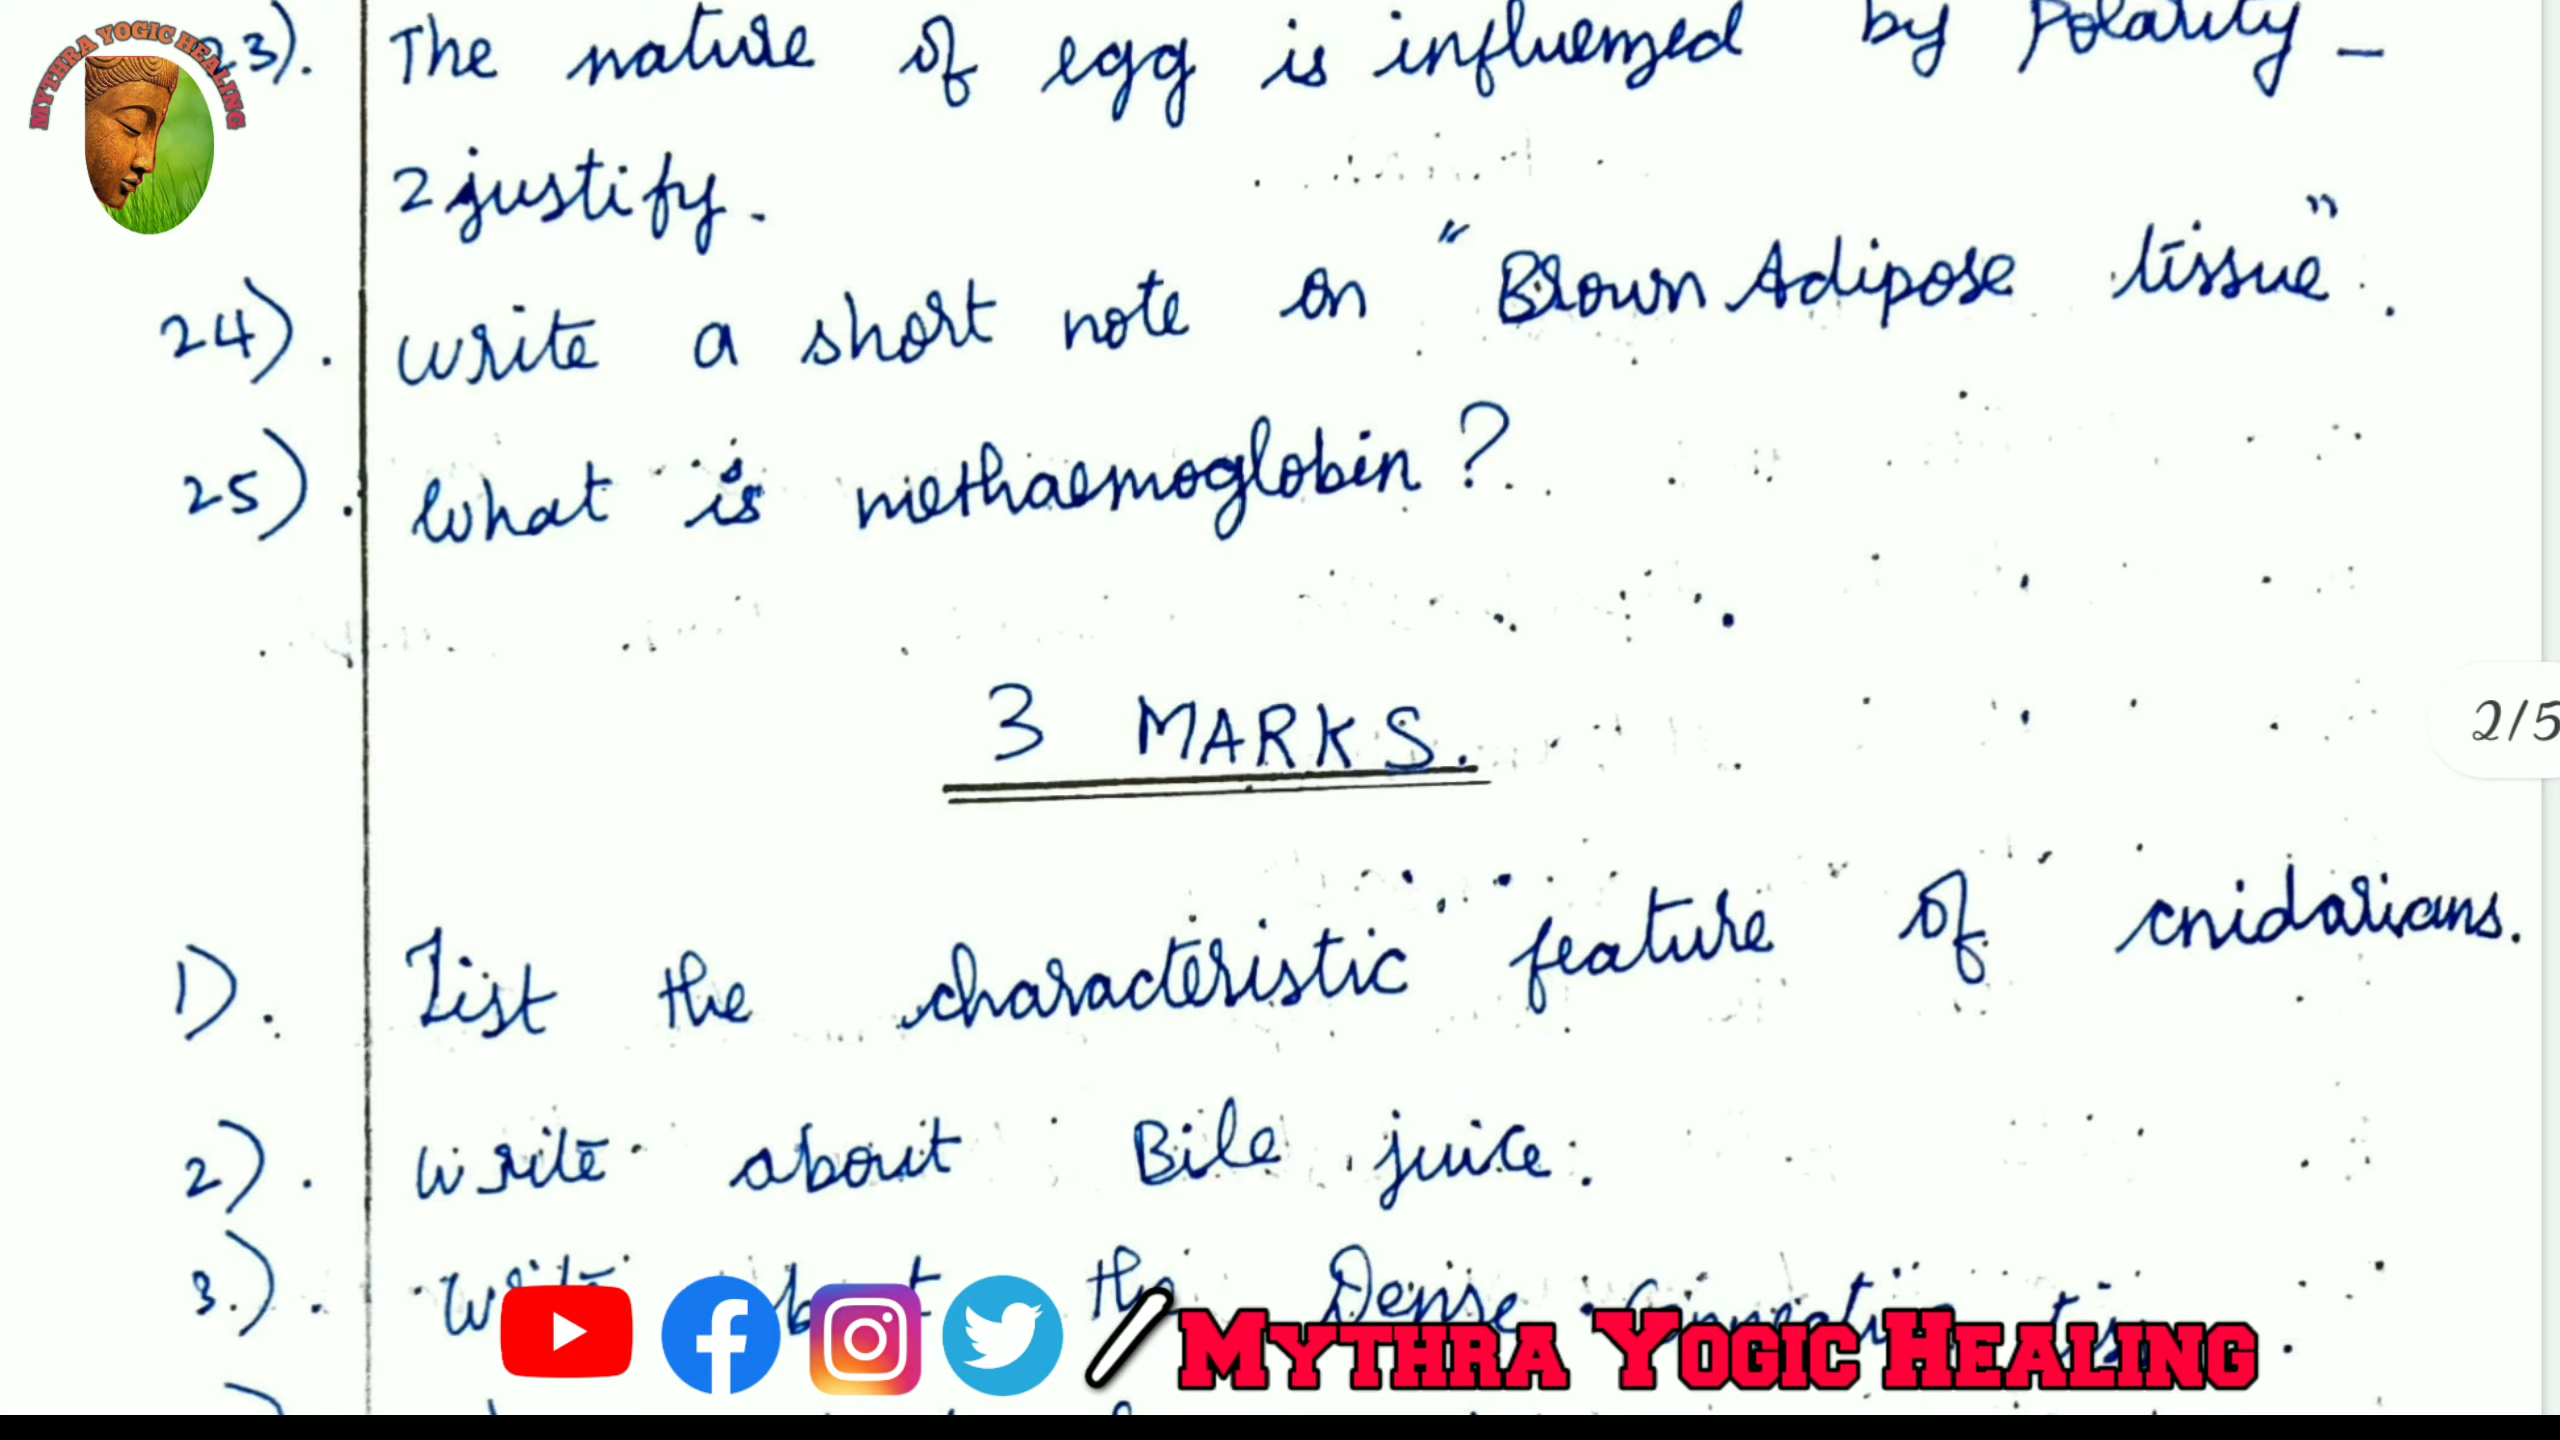 MYTHRA YOGIC HEALING
23). The nature of egg is influenzed by Polarity -
2 justify.
24). Write a short note on "Brown Adipose tissue".
25). What is methaemoglobin?
3 MARKS.
2/5
1). List the characteristic feature of cnidarians.
2). Write about Bile juice.
3). the Dense
MYTHRA YOGIC HEALING